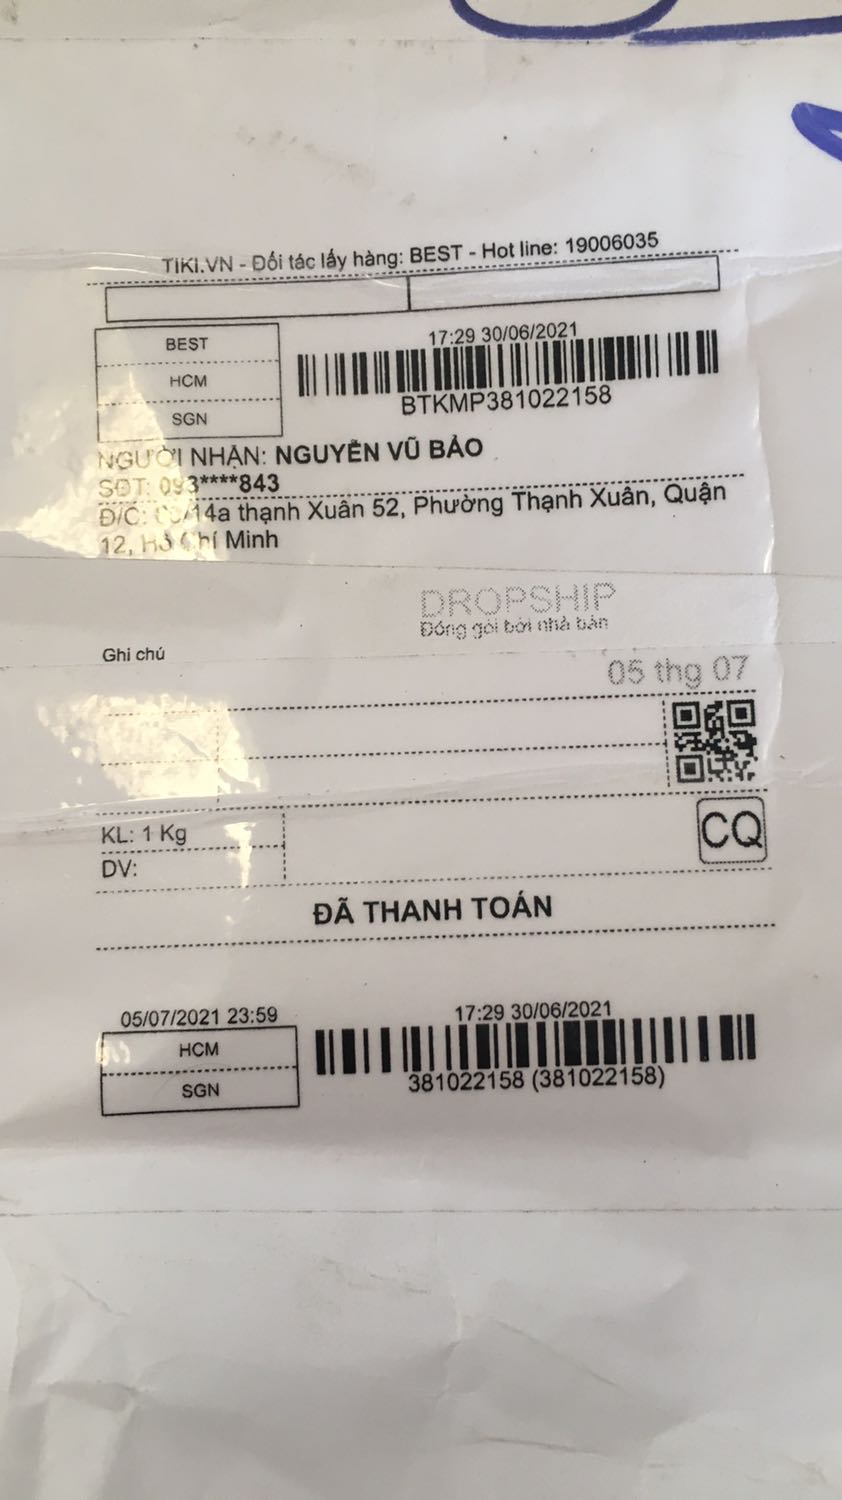 TIKI.VN - Đối tác lấy hàng: BEST - Hot line: 19006035
BEST
HCM
SGN
17:29 30/06/2021
BTKMP381022158
NGƯỜI NHẬN: NGUYỄN VŨ BẢO
SĐT: 093****843
Đ/C: thạnh Xuân 52, Phường Thạnh Xuân, Quận
12, Hồ Chí Minh
DROPSHIP
Đóng gói bởi nhà bán
Ghi chú
05 thg 07
KL: 1 Kg
DV:
CQ
ĐÃ THANH TOÁN
05/07/2021 23:59
HCM
SGN
17:29 30/06/2021
381022158 (381022158)